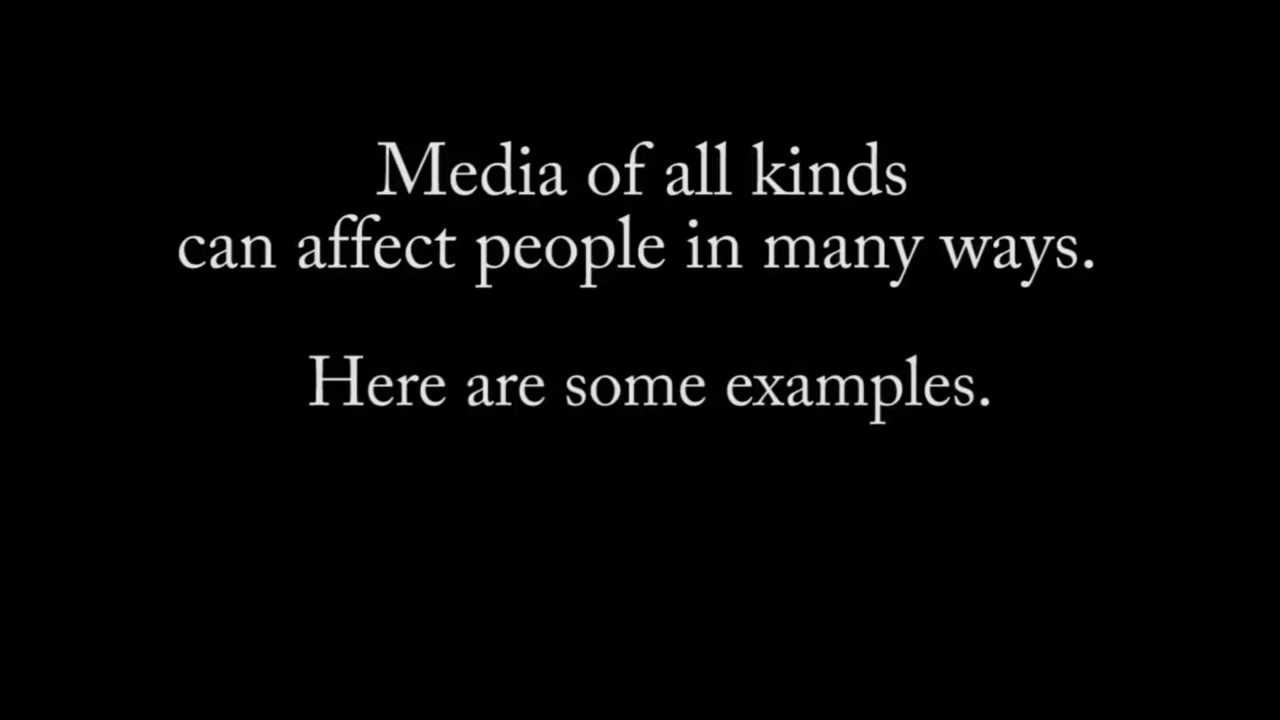 Media of all kinds
can affect people in many ways.
Here are some examples.